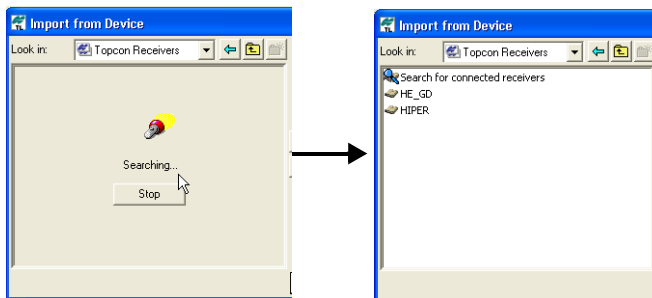 Import from Device
Look in: Topcon Receivers
Searching...
Stop
Import from Device
Look in: Topcon Receivers
Search for connected receivers
HE_GD
HIPER